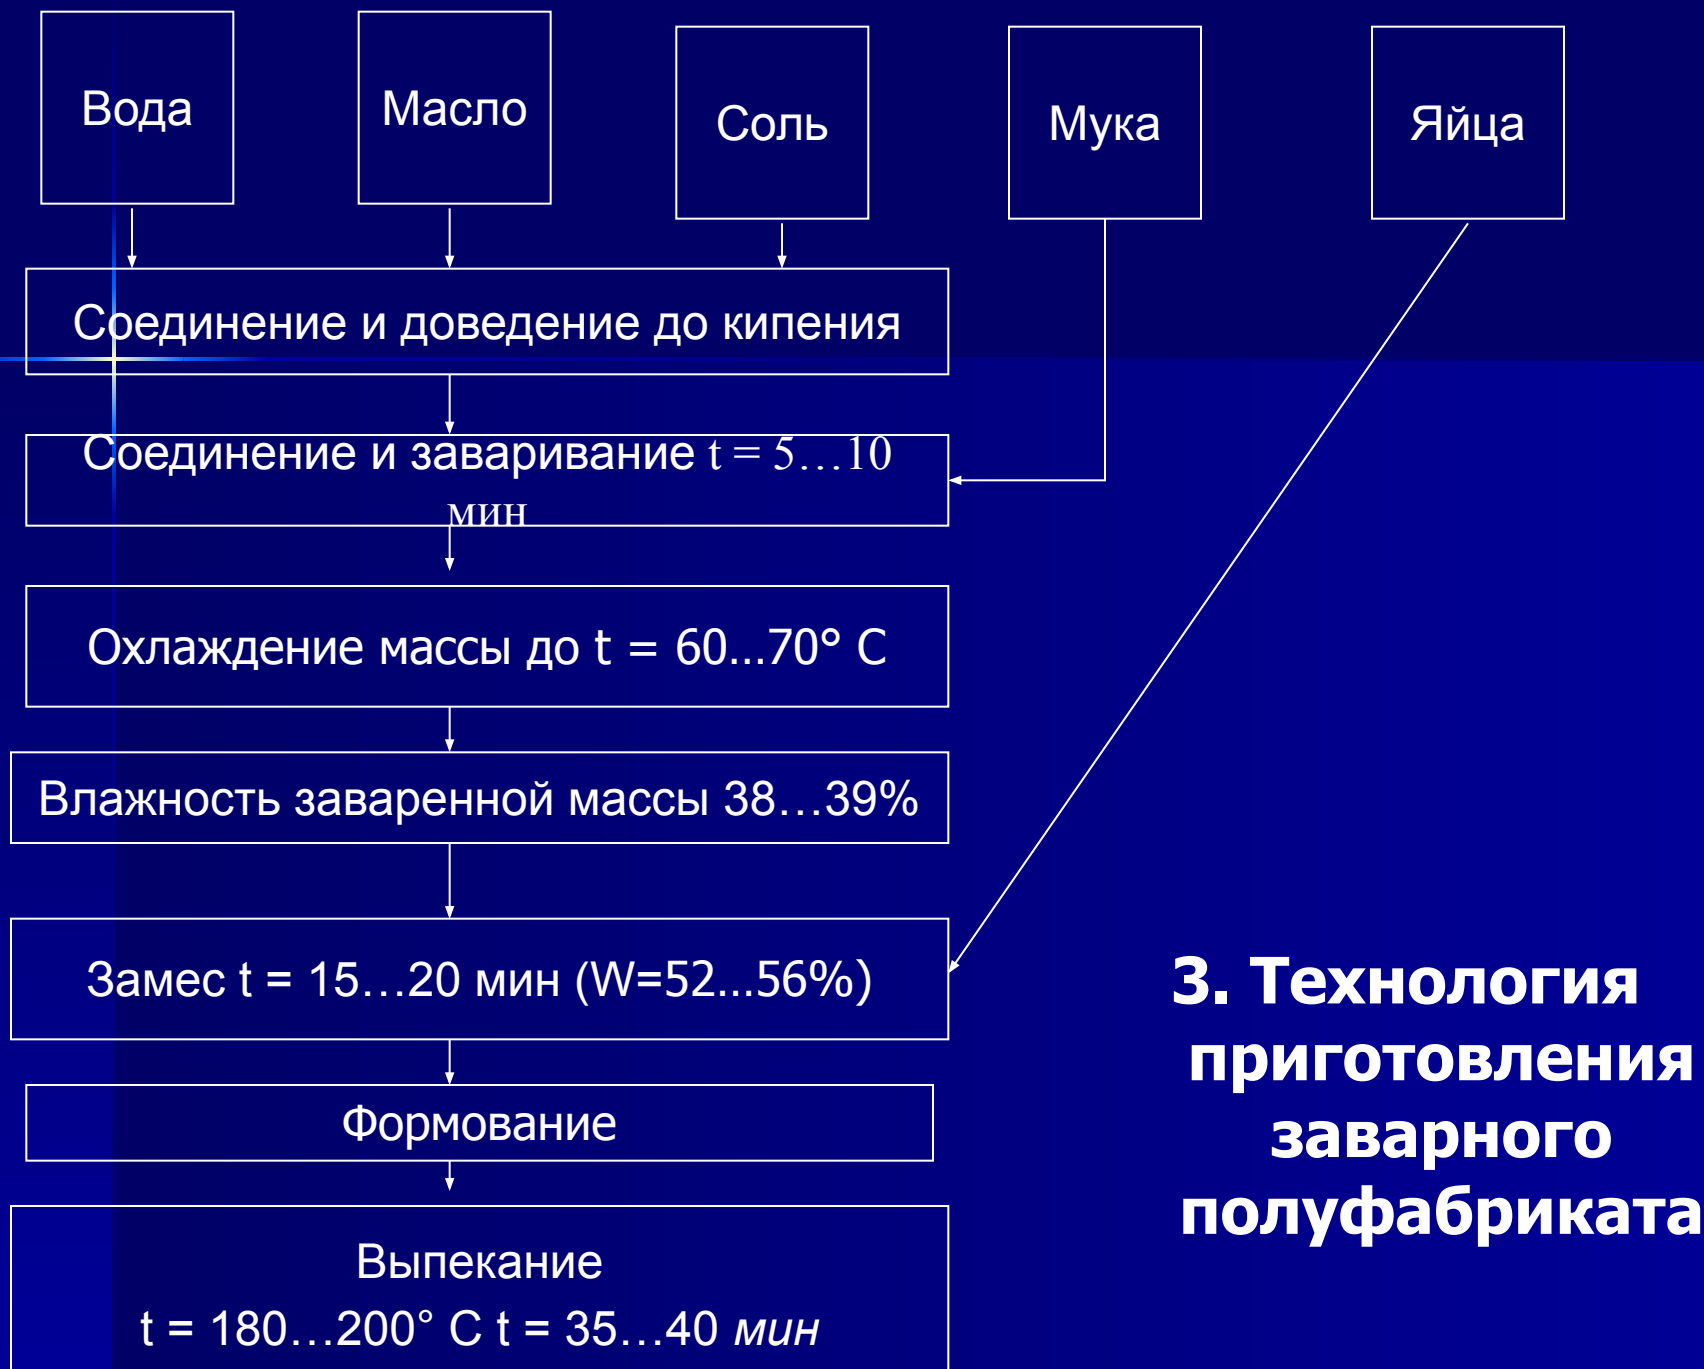 Вода
Масло
Соль
Мука
Яйца
Соединение и доведение до кипения
Соединение и заваривание t = 5…10
мин
Охлаждение массы до t = 60…70° С
Влажность заваренной массы 38…39%
Замес t = 15…20 мин (W=52…56%)
Формование
Выпекание
t = 180…200° С t = 35…40 мин
3. Технология
приготовления
заварного
полуфабриката